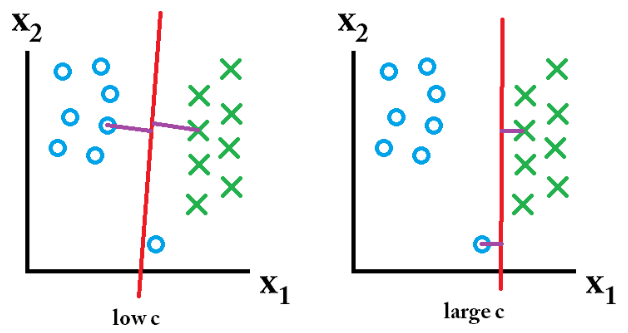 x₂
x₁
low c
x₂
x₁
large c